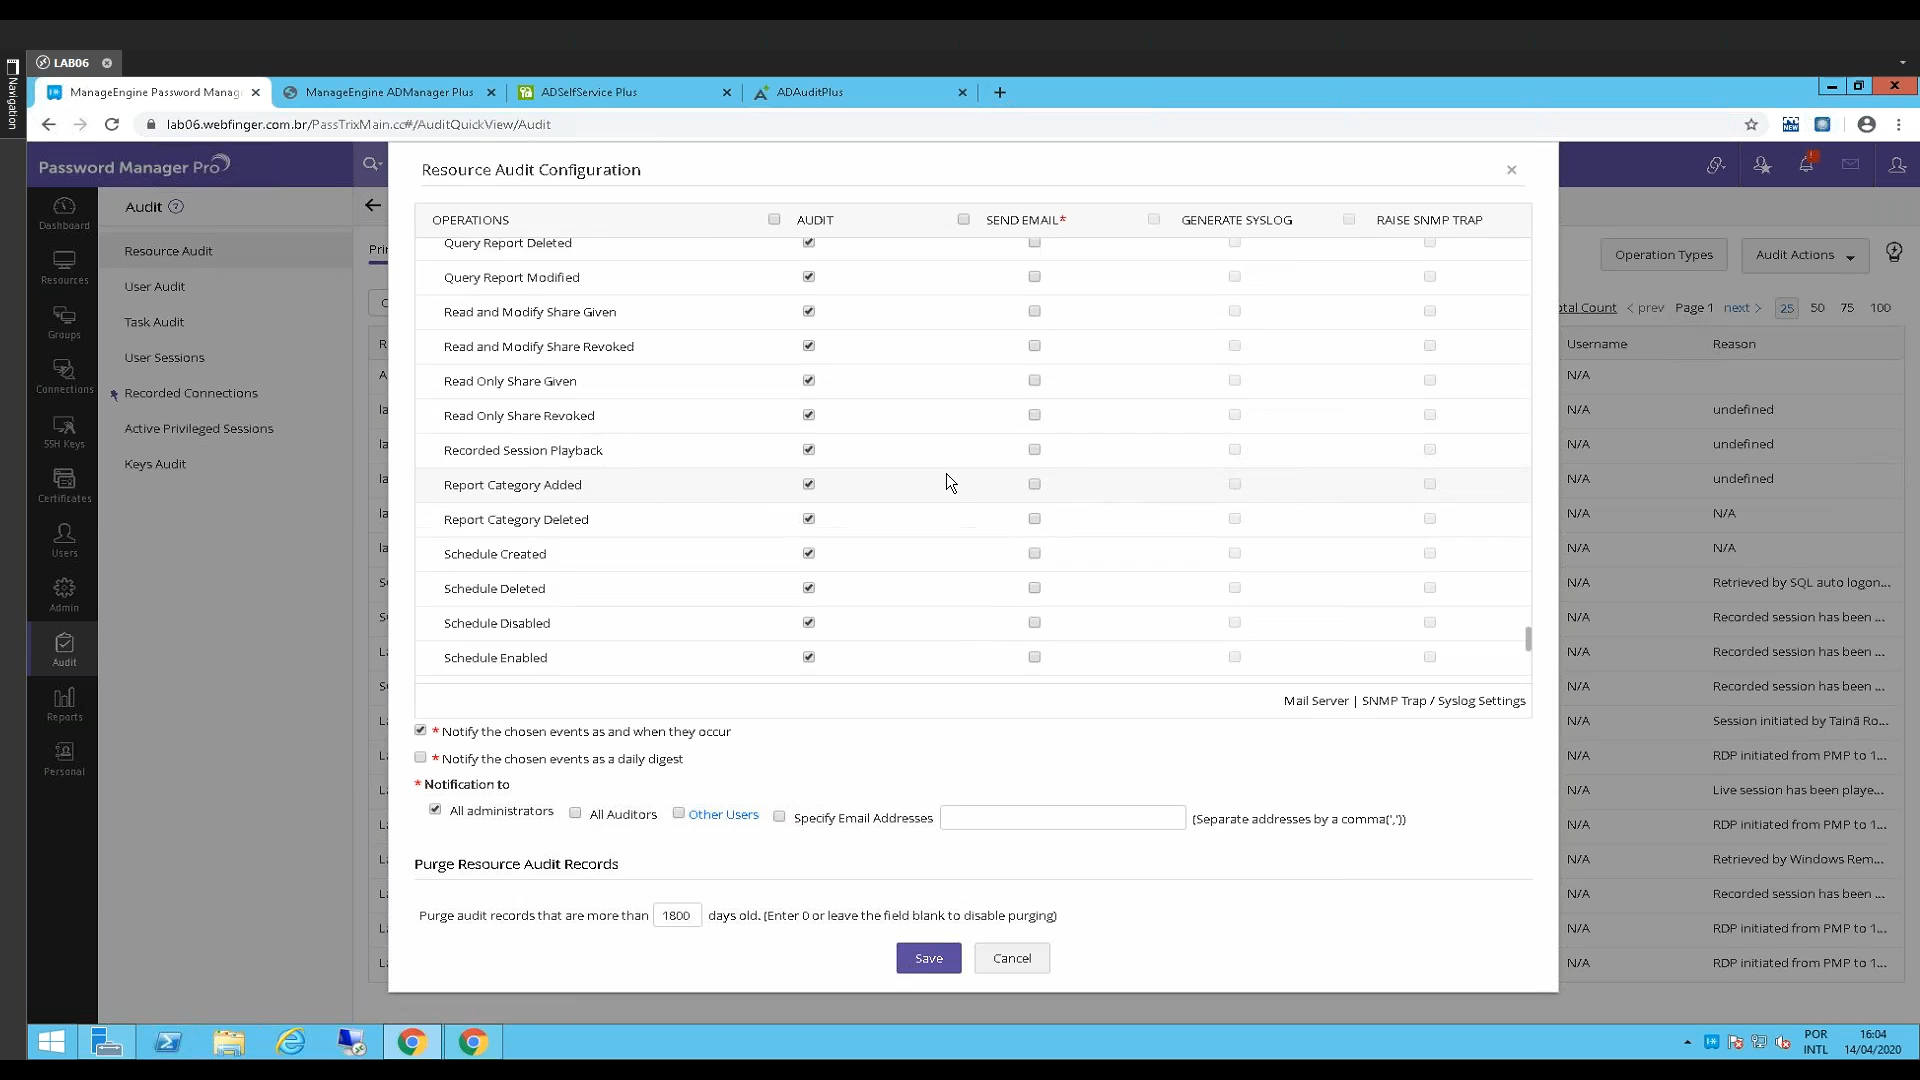 LAB06
Navigation
ManageEngine Password Manag
ManageEngine ADManager Plus
ADSelfService Plus
ADAuditPlus
lab06.webfinger.com.br/PassTrixMain.cc#/AuditQuickView/Audit
NEW
Password Manager Pro
Dashboard
Resources
Groups
Connections
SSH Keys
Certificates
Users
Admin
Audit
Reports
Personal
Audit ?
Resource Audit
User Audit
Task Audit
User Sessions
Recorded Connections
Active Privileged Sessions
Keys Audit
Resource Audit Configuration
OPERATIONS AUDIT SEND EMAIL* GENERATE SYSLOG RAISE SNMP TRAP
Query Report Deleted
Query Report Modified
Read and Modify Share Given
Read and Modify Share Revoked
Read Only Share Given
Read Only Share Revoked
Recorded Session Playback
Report Category Added
Report Category Deleted
Schedule Created
Schedule Deleted
Schedule Disabled
Schedule Enabled
Mail Server | SNMP Trap / Syslog Settings
* Notify the chosen events as and when they occur
* Notify the chosen events as a daily digest
* Notification to
All administrators All Auditors Other Users Specify Email Addresses (Separate addresses by a comma(','))
Purge Resource Audit Records
Purge audit records that are more than 1800 days old. (Enter 0 or leave the field blank to disable purging)
Save Cancel
Operation Types Audit Actions
otal Count < prev Page 1 next > 25 50 75 100
Username Reason
N/A
N/A undefined
N/A undefined
N/A undefined
N/A N/A
N/A N/A
N/A Retrieved by SQL auto logon...
N/A Recorded session has been ...
N/A Recorded session has been ...
N/A Recorded session has been ...
N/A Session initiated by Tainã Ro...
N/A RDP initiated from PMP to 1...
N/A Live session has been playe...
N/A RDP initiated from PMP to 1...
N/A Retrieved by Windows Rem...
N/A Recorded session has been ...
N/A RDP initiated from PMP to 1...
N/A RDP initiated from PMP to 1...
POR
INTL
16:04
14/04/2020